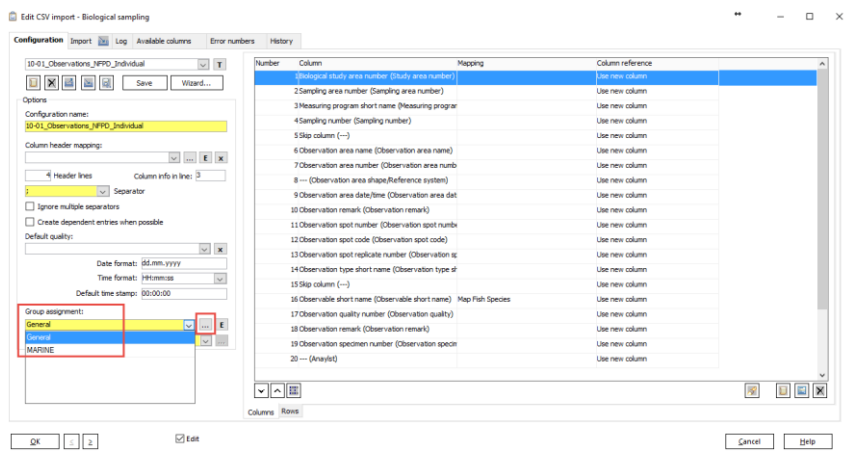 Edit CSV import - Biological sampling
Configuration Import Log Available columns Error numbers History
10-01_Observations_NFPD_Individual T
Save Wizard...
Options
Configuration name:
10-01_Observations_NFPD_Individual
Column header mapping:
... E x
4 Header lines Column info in line: 3
; Separator
Ignore multiple separators
Create dependent entries when possible
Default quality:
x
Date format: dd.mm.yyyy
Time format: HH:mm:ss
Default time stamp: 00:00:00
Group assignment:
General ... E
General
...
MARINE
Number Column Mapping Column reference
1 Biological study area number (Study area number) Use new column
2 Sampling area number (Sampling area number) Use new column
3 Measuring program short name (Measuring prograr Use new column
4 Sampling number (Sampling number) Use new column
5 Skip column (---) Use new column
6 Observation area name (Observation area name) Use new column
7 Observation area number (Observation area numb Use new column
8 --- (Observation area shape/Reference system) Use new column
9 Observation area date/time (Observation area dat Use new column
10 Observation remark (Observation remark) Use new column
11 Observation spot number (Observation spot numbe Use new column
12 Observation spot code (Observation spot code) Use new column
13 Observation spot replicate number (Observation sp Use new column
14 Observation type short name (Observation type sh Use new column
15 Skip column (---) Use new column
16 Observable short name (Observable short name) Map Fish Species Use new column
17 Observation quality number (Observation quality) Use new column
18 Observation remark (Observation remark) Use new column
19 Observation specimen number (Observation specin Use new column
20 --- (Anaylst) Use new column
Columns Rows
OK ≤ ≥ Edit Cancel Help